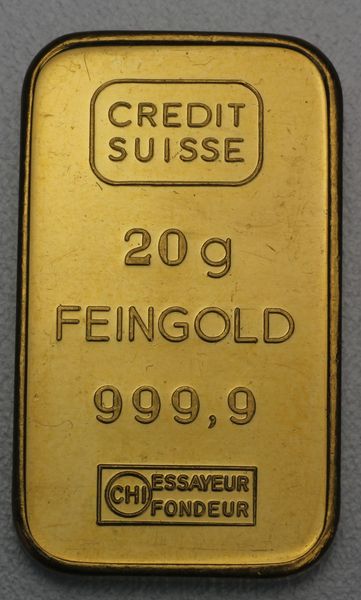 CREDIT
SUISSE
20 g
FEINGOLD
999,9
CHI ESSAYEUR
FONDEUR